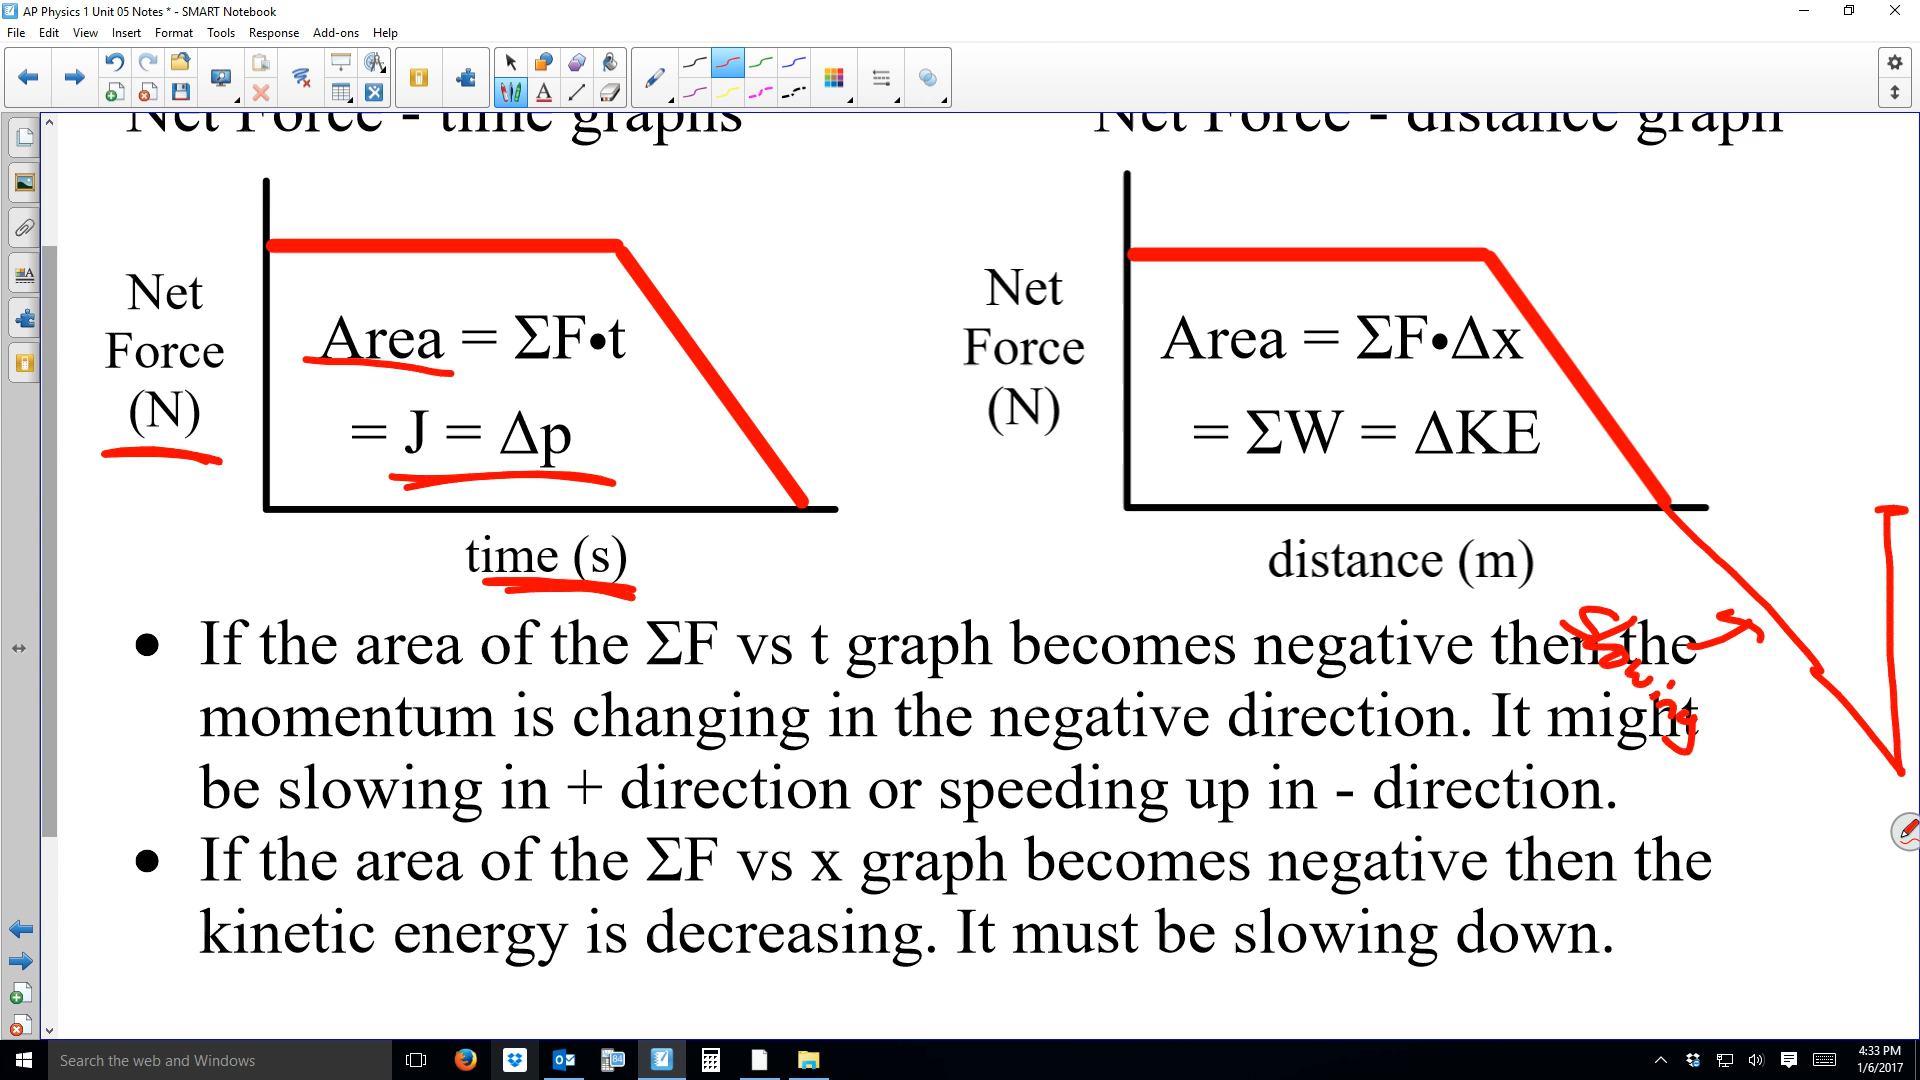 AP Physics 1 Unit 05 Notes * - SMART Notebook
File Edit View Insert Format Tools Response Add-ons Help
Net Force - time graphs
Net Force - distance graph
Net
Force
(N)
Area = ΣF•t
= J = Δp
time (s)
Net
Force
(N)
Area = ΣF•Δx
= ΣW = ΔKE
distance (m)
slowing
• If the area of the ΣF vs t graph becomes negative then the
momentum is changing in the negative direction. It might
be slowing in + direction or speeding up in - direction.
• If the area of the ΣF vs x graph becomes negative then the
kinetic energy is decreasing. It must be slowing down.
Search the web and Windows
84
4:33 PM
1/6/2017